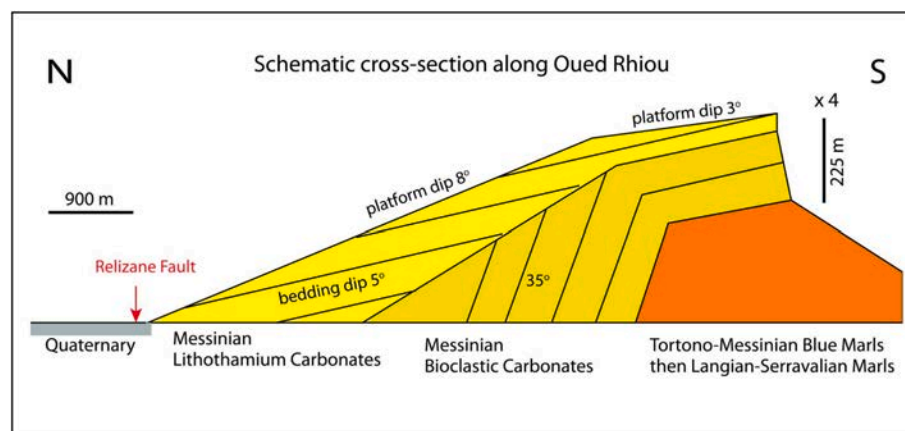 N
Schematic cross-section along Oued Rhiou
S
x 4
225 m
platform dip 3°
platform dip 8°
900 m
Relizane Fault
bedding dip 5°
35°
Quaternary
Messinian
Lithothamium Carbonates
Messinian
Bioclastic Carbonates
Tortono-Messinian Blue Marls
then Langian-Serravalian Marls